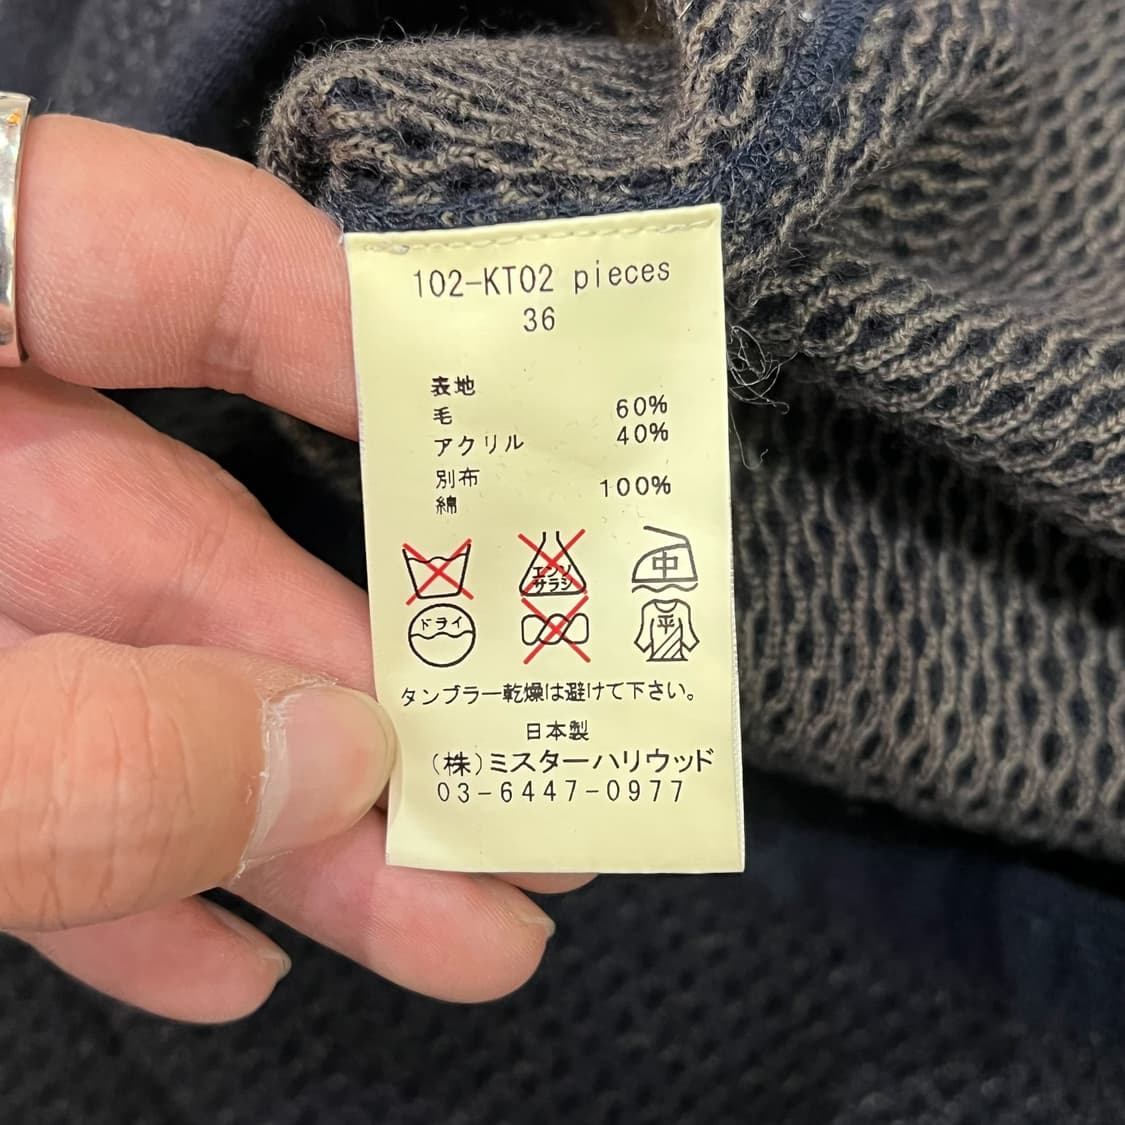 102-KT02 pieces
36
表地
毛 60%
アクリル 40%
別布
綿 100%
エンソ
サラシ
中
ドライ
平
タンブラー乾燥は避けて下さい。
日本製
(株)ミスターハリウッド
03-6447-0977